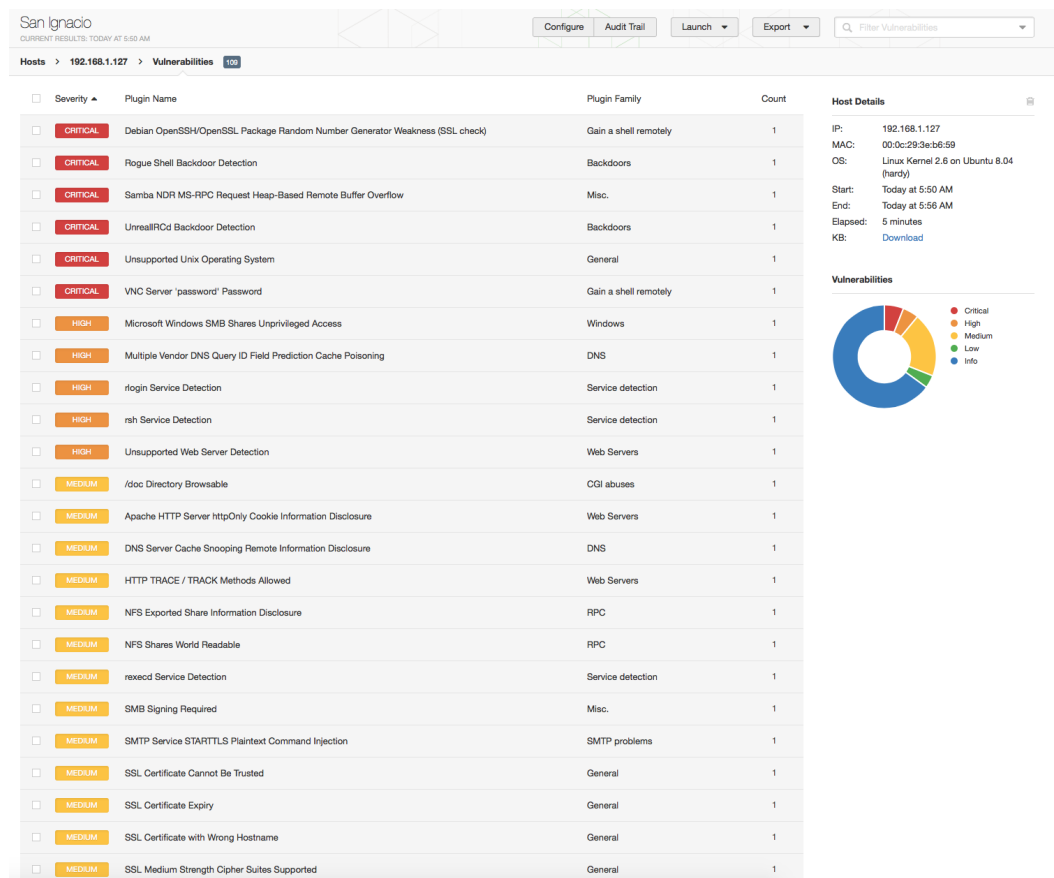 San Ignacio
CURRENT RESULTS: TODAY AT 5:50 AM
Configure Audit Trail Launch Export Filter Vulnerabilities
Hosts > 192.168.1.127 > Vulnerabilities 109
Severity Plugin Name Plugin Family Count
CRITICAL Debian OpenSSH/OpenSSL Package Random Number Generator Weakness (SSL check) Gain a shell remotely 1
CRITICAL Rogue Shell Backdoor Detection Backdoors 1
CRITICAL Samba NDR MS-RPC Request Heap-Based Remote Buffer Overflow Misc. 1
CRITICAL UnrealIRCd Backdoor Detection Backdoors 1
CRITICAL Unsupported Unix Operating System General 1
CRITICAL VNC Server 'password' Password Gain a shell remotely 1
HIGH Microsoft Windows SMB Shares Unprivileged Access Windows 1
HIGH Multiple Vendor DNS Query ID Field Prediction Cache Poisoning DNS 1
HIGH rlogin Service Detection Service detection 1
HIGH rsh Service Detection Service detection 1
HIGH Unsupported Web Server Detection Web Servers 1
MEDIUM /doc Directory Browsable CGI abuses 1
MEDIUM Apache HTTP Server httpOnly Cookie Information Disclosure Web Servers 1
MEDIUM DNS Server Cache Snooping Remote Information Disclosure DNS 1
MEDIUM HTTP TRACE / TRACK Methods Allowed Web Servers 1
MEDIUM NFS Exported Share Information Disclosure RPC 1
MEDIUM NFS Shares World Readable RPC 1
MEDIUM rexecd Service Detection Service detection 1
MEDIUM SMB Signing Required Misc. 1
MEDIUM SMTP Service STARTTLS Plaintext Command Injection SMTP problems 1
MEDIUM SSL Certificate Cannot Be Trusted General 1
MEDIUM SSL Certificate Expiry General 1
MEDIUM SSL Certificate with Wrong Hostname General 1
MEDIUM SSL Medium Strength Cipher Suites Supported General 1
Host Details
IP: 192.168.1.127
MAC: 00:0c:29:3e:b6:59
OS: Linux Kernel 2.6 on Ubuntu 8.04
(hardy)
Start: Today at 5:50 AM
End: Today at 5:56 AM
Elapsed: 5 minutes
KB: Download
Vulnerabilities
Critical
High
Medium
Low
Info